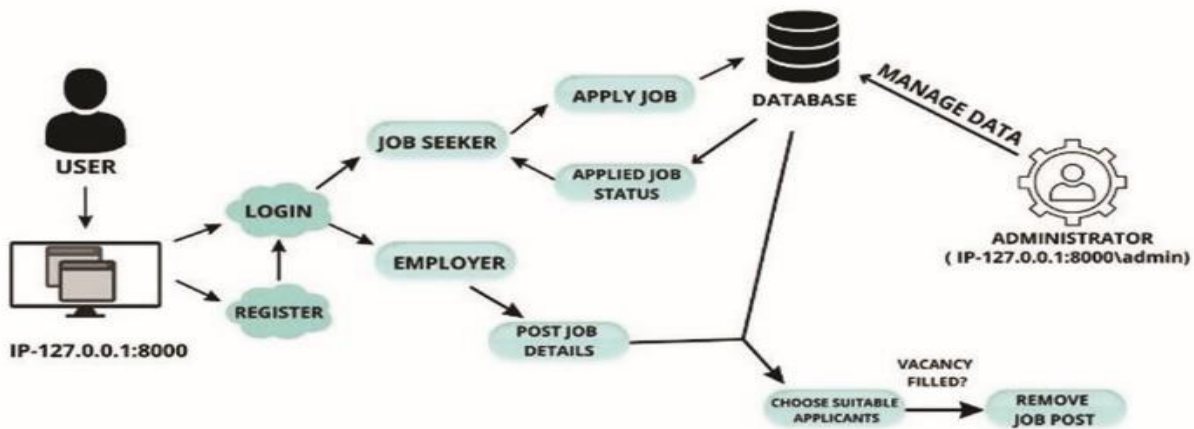 USER
IP-127.0.0.1:8000
LOGIN
REGISTER
JOB SEEKER
EMPLOYER
APPLY JOB
APPLIED JOB
STATUS
POST JOB
DETAILS
DATABASE
MANAGE DATA
ADMINISTRATOR
( IP-127.0.0.1:8000\admin)
CHOOSE SUITABLE
APPLICANTS
VACANCY
FILLED?
REMOVE
JOB POST